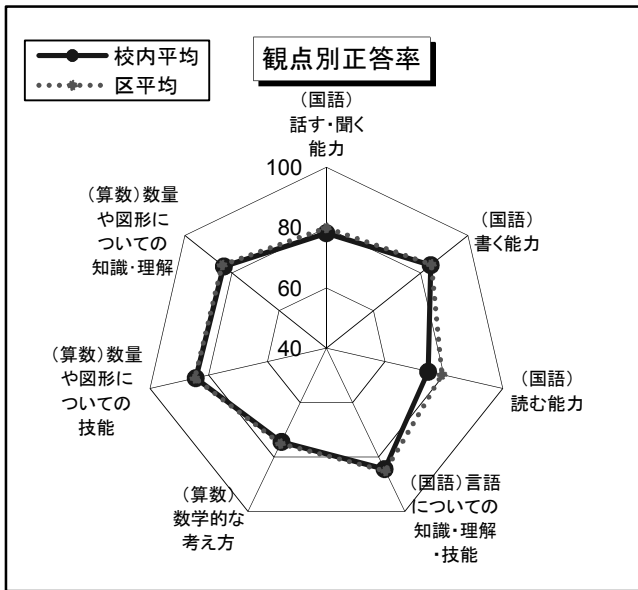 校内平均
区平均
観点別正答率
(国語)
話す・聞く
能力
100
80
60
40
(国語)
書く能力
(国語)
読む能力
(国語)言語
についての
知識・理解
・技能
(算数)
数学的な
考え方
(算数)数量
や図形に
ついての
技能
(算数)数量
や図形に
ついての
知識・理解